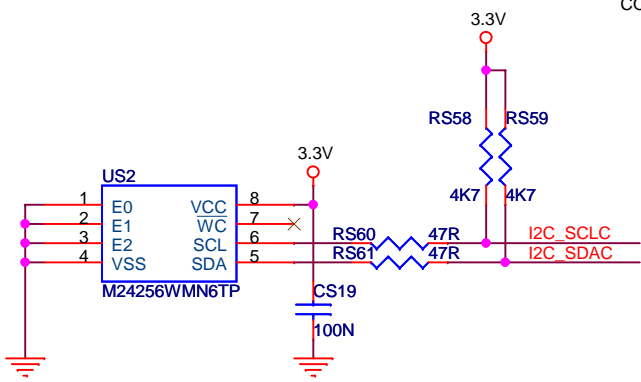 CO
3.3V
RS58 RS59
3.3V
US2
4K7 4K7
1 E0 VCC 8
2 E1 WC 7
3 E2 SCL 6 RS60 47R I2C_SCLC
4 VSS SDA 5 RS61 47R I2C_SDAC
M24256WMN6TP
CS19
100N